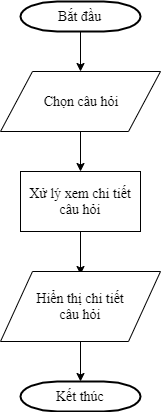 Bắt đầu
Chọn câu hỏi
Xử lý xem chi tiết
câu hỏi
Hiển thị chi tiết
câu hỏi
Kết thúc